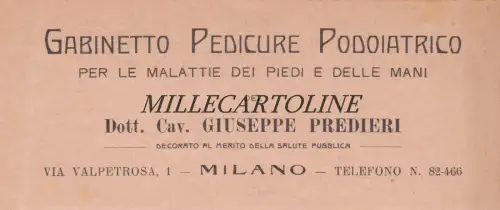 GABINETTO PEDICURE PODOIATRICO
PER LE MALATTIE DEI PIEDI E DELLE MANI
MILLECARTOLINE
Dott. Cav. GIUSEPPE PREDIERI
DECORATO AL MERITO DELLA SALUTE PUBBLICA
VIA VALPETROSA, 1 — MILANO — TELEFONO N. 82-466